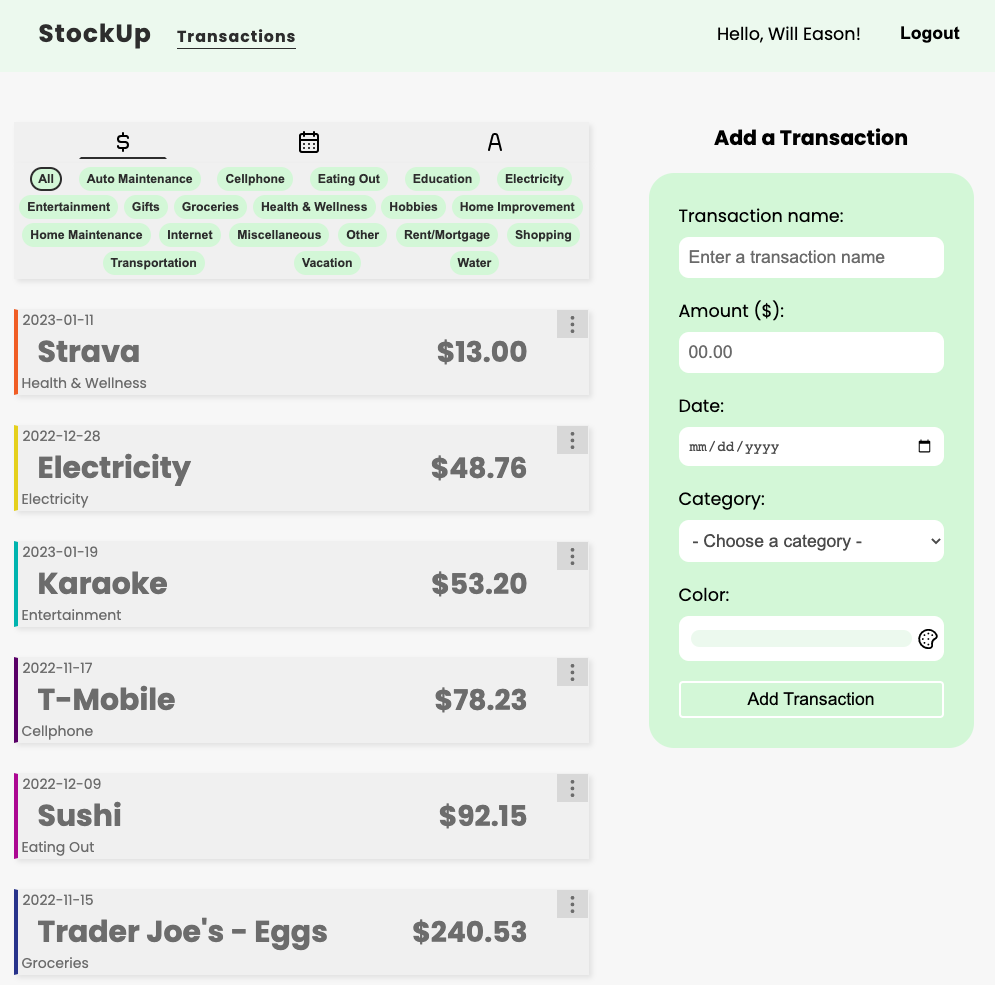 StockUp Transactions Hello, Will Eason! Logout
$ A
All Auto Maintenance Cellphone Eating Out Education Electricity
Entertainment Gifts Groceries Health & Wellness Hobbies Home Improvement
Home Maintenance Internet Miscellaneous Other Rent/Mortgage Shopping
Transportation Vacation Water
2023-01-11
Strava $13.00
Health & Wellness
2022-12-28
Electricity $48.76
Electricity
2023-01-19
Karaoke $53.20
Entertainment
2022-11-17
T-Mobile $78.23
Cellphone
2022-12-09
Sushi $92.15
Eating Out
2022-11-15
Trader Joe's - Eggs $240.53
Groceries
Add a Transaction
Transaction name:
Enter a transaction name
Amount ($):
00.00
Date:
mm/dd/yyyy
Category:
- Choose a category -
Color:
Add Transaction